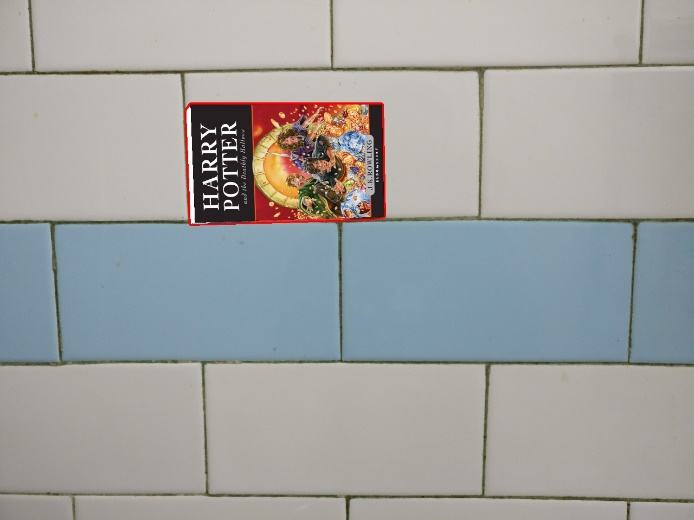 HARRY
POTTER
and the Deathly Hallows
J.K. ROWLING